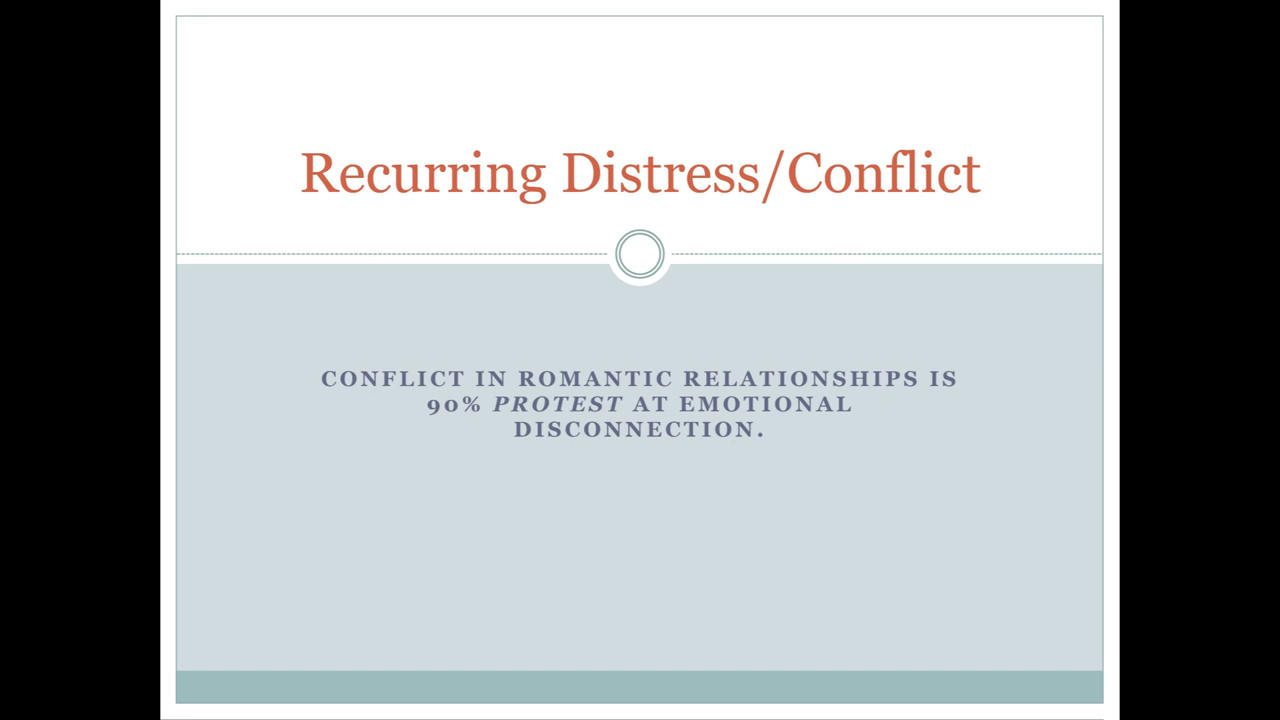 Recurring Distress/Conflict
CONFLICT IN ROMANTIC RELATIONSHIPS IS
90% PROTEST AT EMOTIONAL
DISCONNECTION.